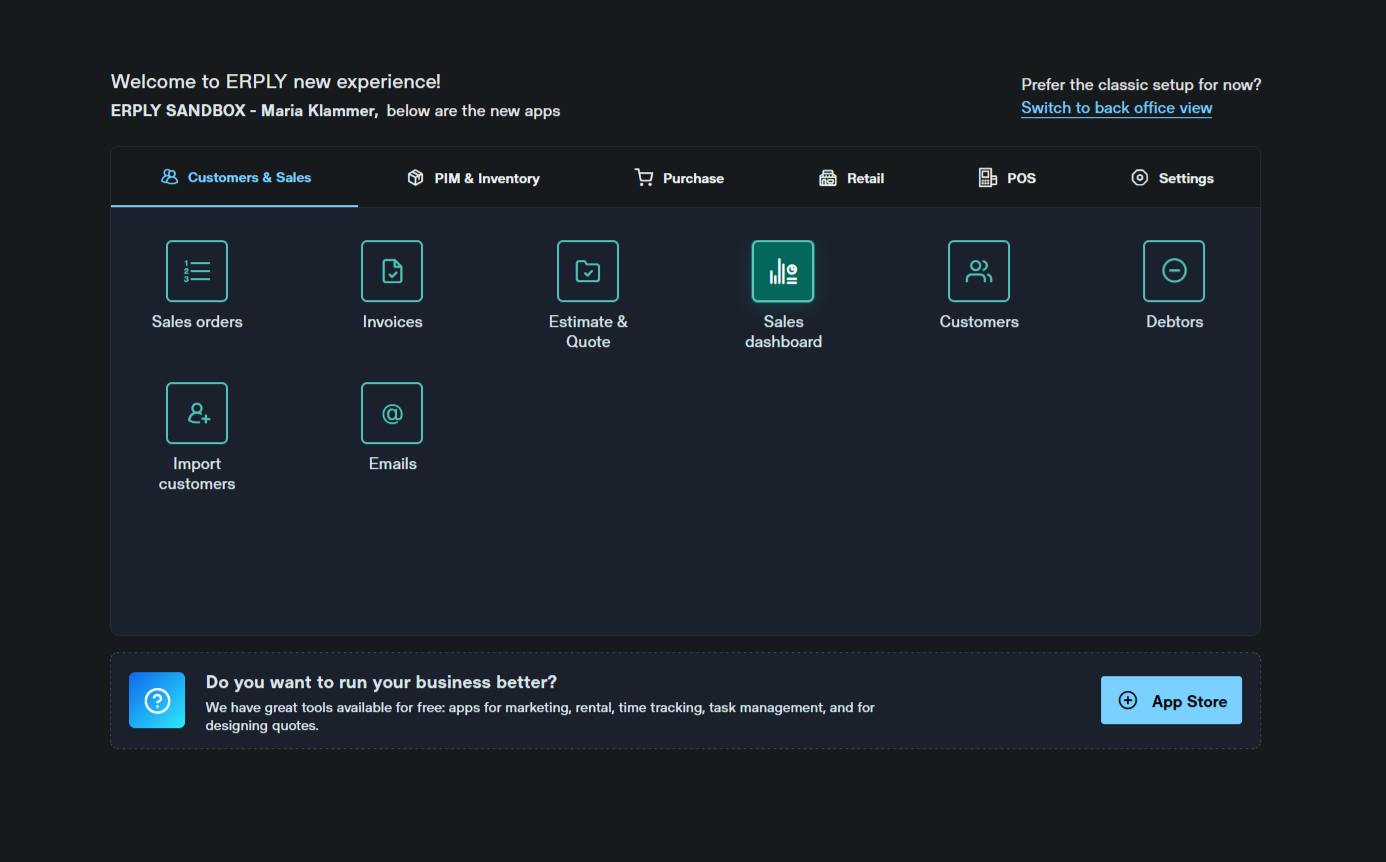 Welcome to ERPLY new experience!
ERPLY SANDBOX - Maria Klammer, below are the new apps
Prefer the classic setup for now?
Switch to back office view
Customers & Sales
PIM & Inventory
Purchase
Retail
POS
Settings
1
2
3
Sales orders
Invoices
Estimate &
Quote
Sales
dashboard
Customers
Debtors
Import
customers
@
Emails
Do you want to run your business better?
We have great tools available for free: apps for marketing, rental, time tracking, task management, and for
designing quotes.
App Store